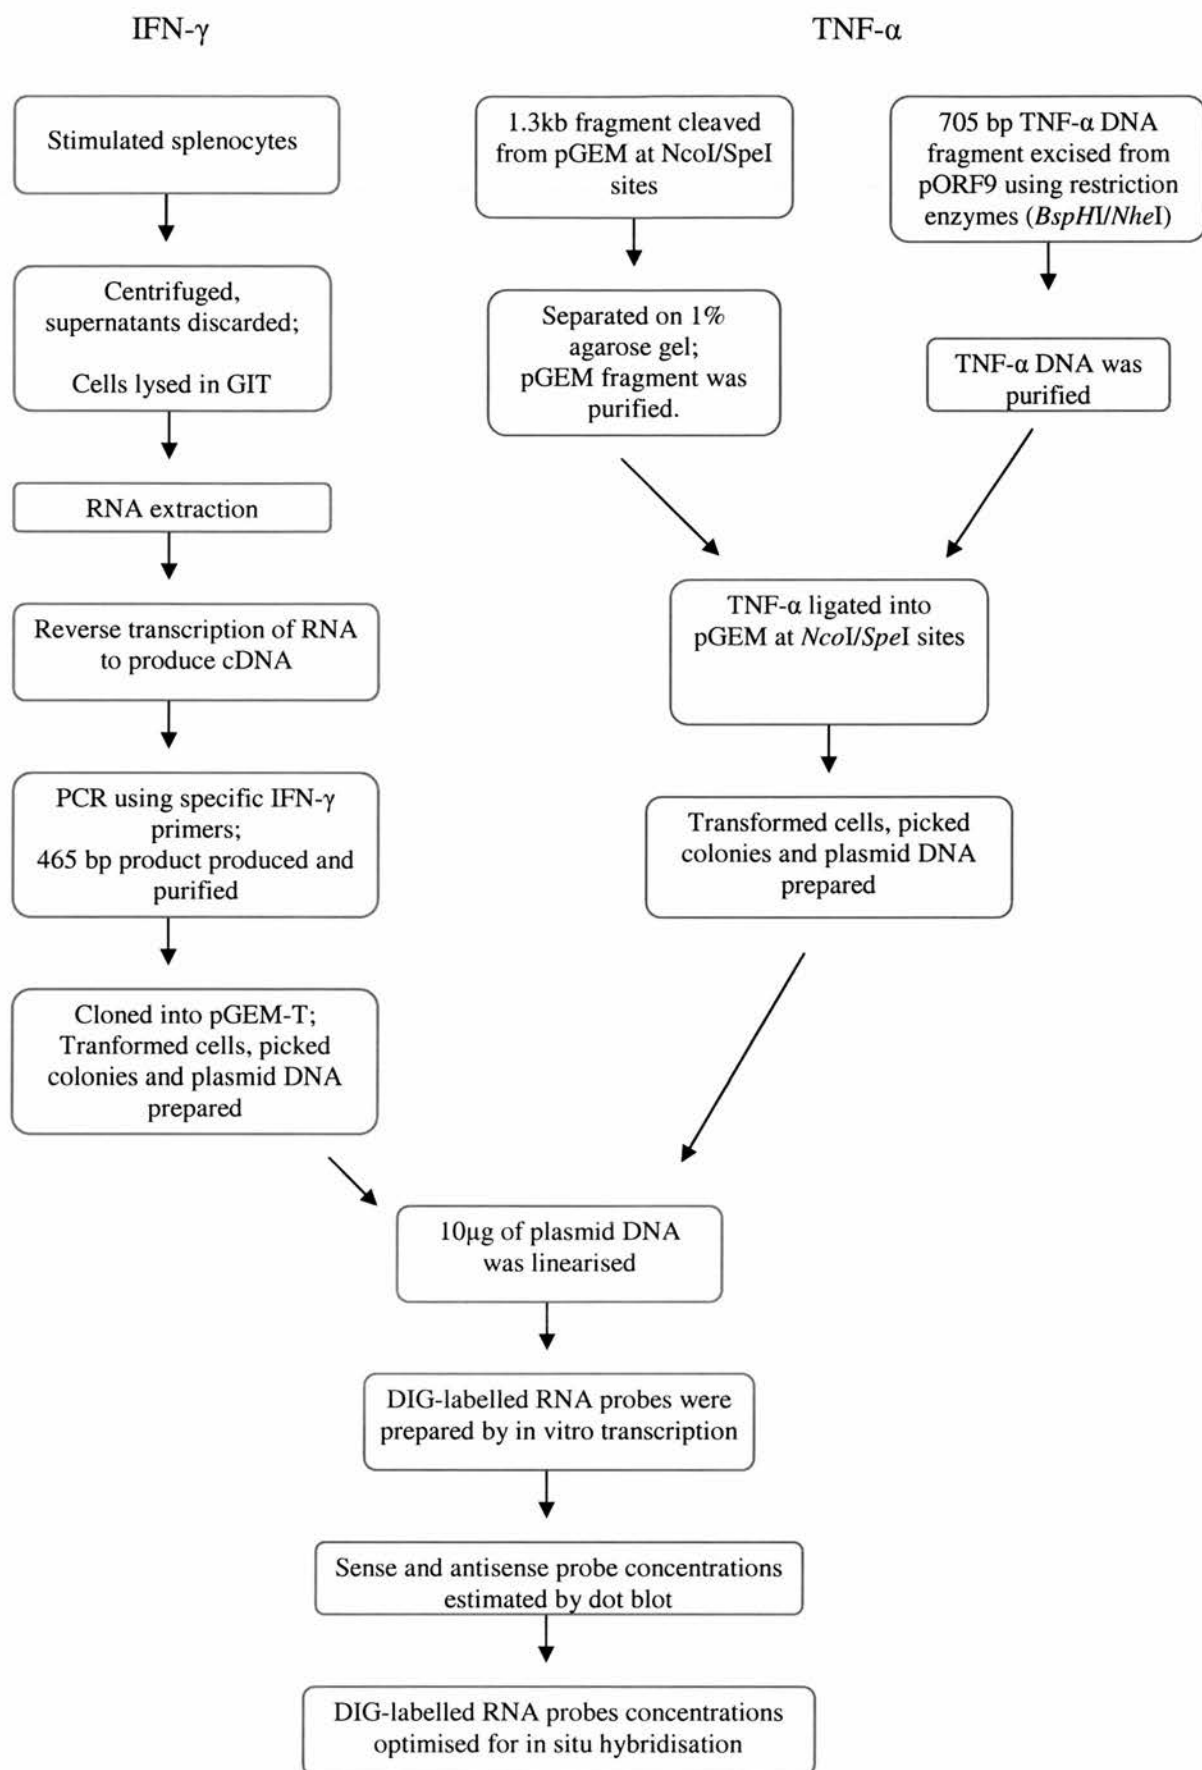 IFN-γ
Stimulated splenocytes
Centrifuged,
supernatants discarded;
Cells lysed in GIT
RNA extraction
Reverse transcription of RNA
to produce cDNA
PCR using specific IFN-γ
primers;
465 bp product produced and
purified
Cloned into pGEM-T;
Tranformed cells, picked
colonies and plasmid DNA
prepared
TNF-α
1.3kb fragment cleaved
from pGEM at NcoI/SpeI
sites
Separated on 1%
agarose gel;
pGEM fragment was
purified.
705 bp TNF-α DNA
fragment excised from
pORF9 using restriction
enzymes (BspHI/NheI)
TNF-α DNA was
purified
TNF-α ligated into
pGEM at NcoI/SpeI sites
Transformed cells, picked
colonies and plasmid DNA
prepared
10µg of plasmid DNA
was linearised
DIG-labelled RNA probes were
prepared by in vitro transcription
Sense and antisense probe concentrations
estimated by dot blot
DIG-labelled RNA probes concentrations
optimised for in situ hybridisation